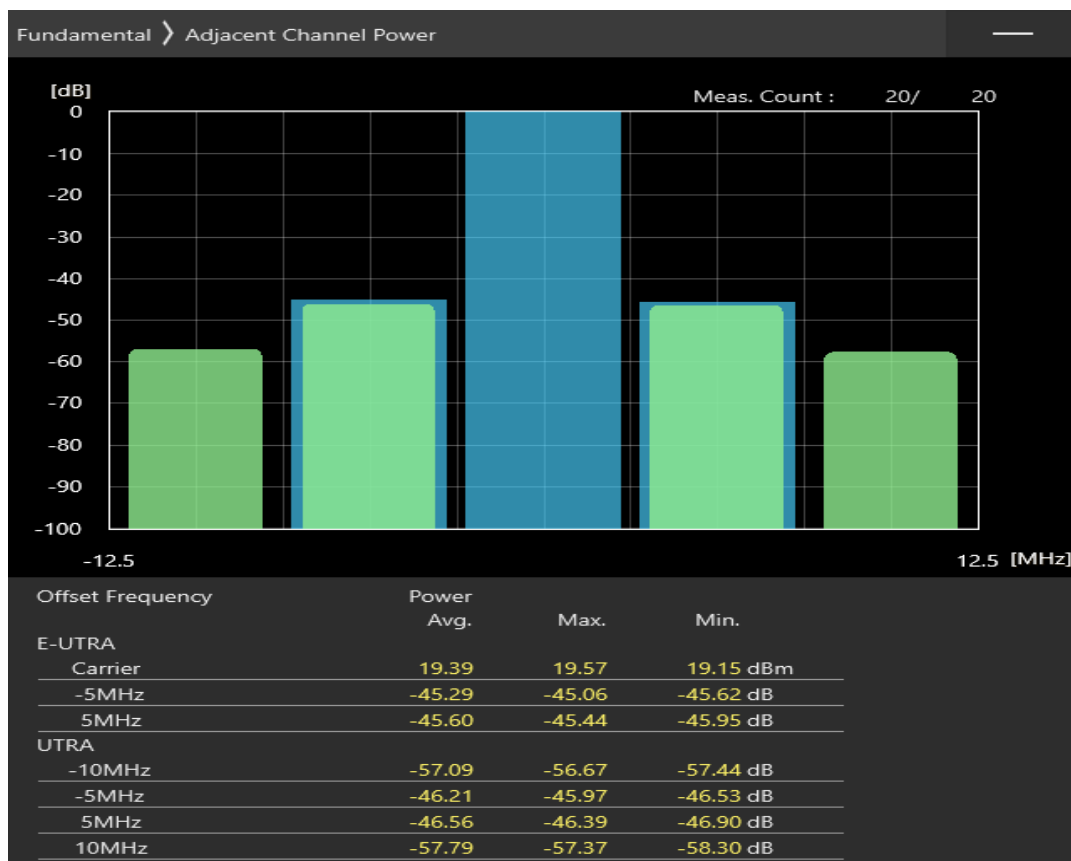 Fundamental 〉 Adjacent Channel Power
[dB]
Meas. Count : 20/ 20
0
-10
-20
-30
-40
-50
-60
-70
-80
-90
-100
-12.5 12.5 [MHz]
Offset Frequency Power
Avg. Max. Min.
E-UTRA
Carrier 19.39 19.57 19.15 dBm
-5MHz -45.29 -45.06 -45.62 dB
5MHz -45.60 -45.44 -45.95 dB
UTRA
-10MHz -57.09 -56.67 -57.44 dB
-5MHz -46.21 -45.97 -46.53 dB
5MHz -46.56 -46.39 -46.90 dB
10MHz -57.79 -57.37 -58.30 dB